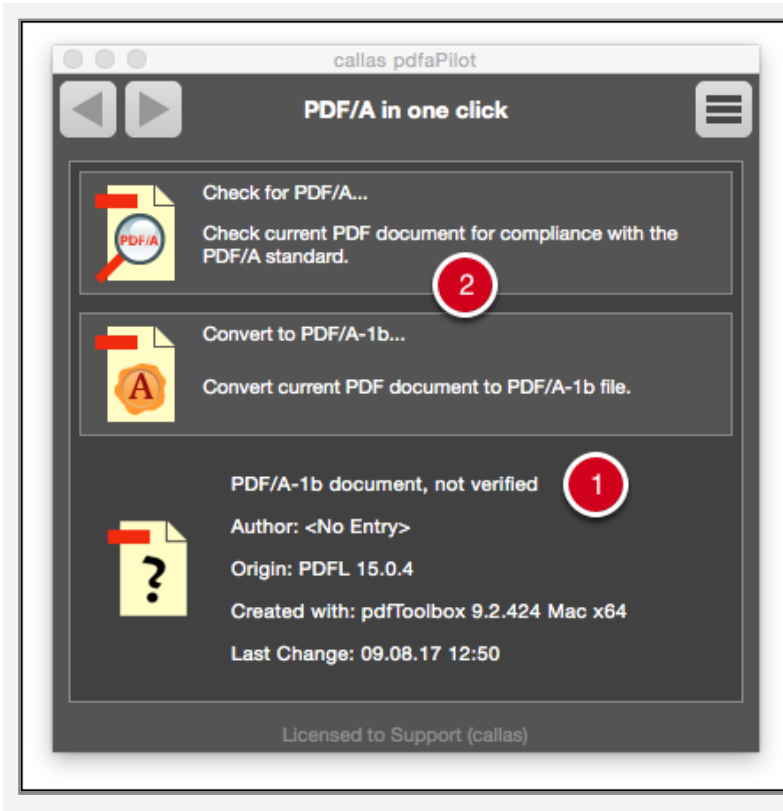 callas pdfaPilot
PDF/A in one click
Check for PDF/A...
PDF/A
Check current PDF document for compliance with the
PDF/A standard.
2
Convert to PDF/A-1b...
A
Convert current PDF document to PDF/A-1b file.
PDF/A-1b document, not verified
1
Author: <No Entry>
?
Origin: PDFL 15.0.4
Created with: pdfToolbox 9.2.424 Mac x64
Last Change: 09.08.17 12:50
Licensed to Support (callas)